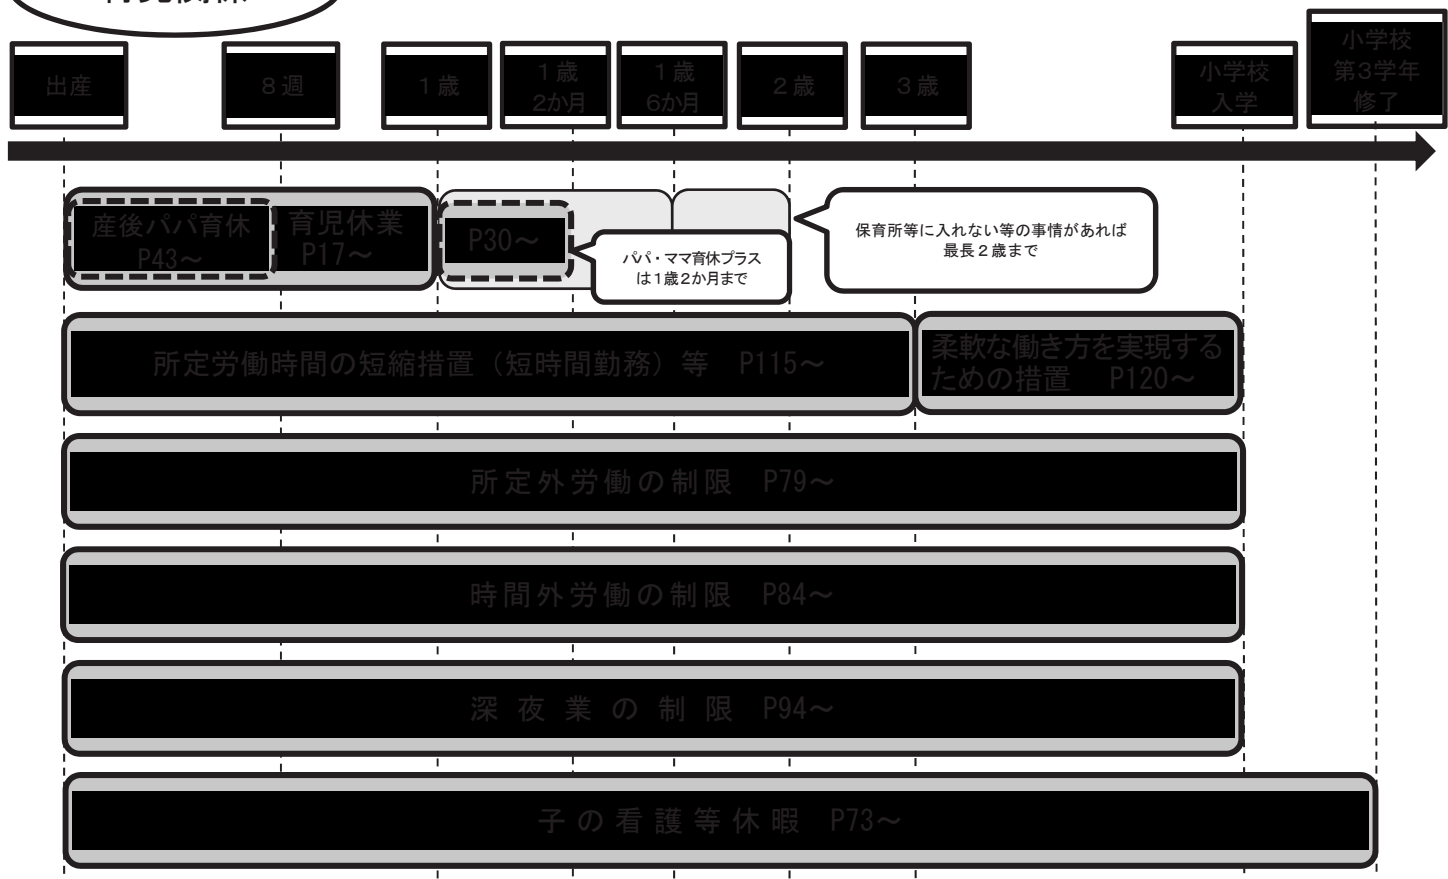 出産
８週
１歳
１歳
2か月
１歳
6か月
２歳
３歳
小学校
入学
小学校
第3学年
修了
産後パパ育休
P43～
育児休業
P17～
P30～
パパ・ママ育休プラス
は１歳２か月まで
保育所等に入れない等の事情があれば
最長２歳まで
所定労働時間の短縮措置（短時間勤務）等　P115～
柔軟な働き方を実現する
ための措置　P120～
所定外労働の制限　P79～
時間外労働の制限　P84～
深夜業の制限　P94～
子の看護等休暇　P73～